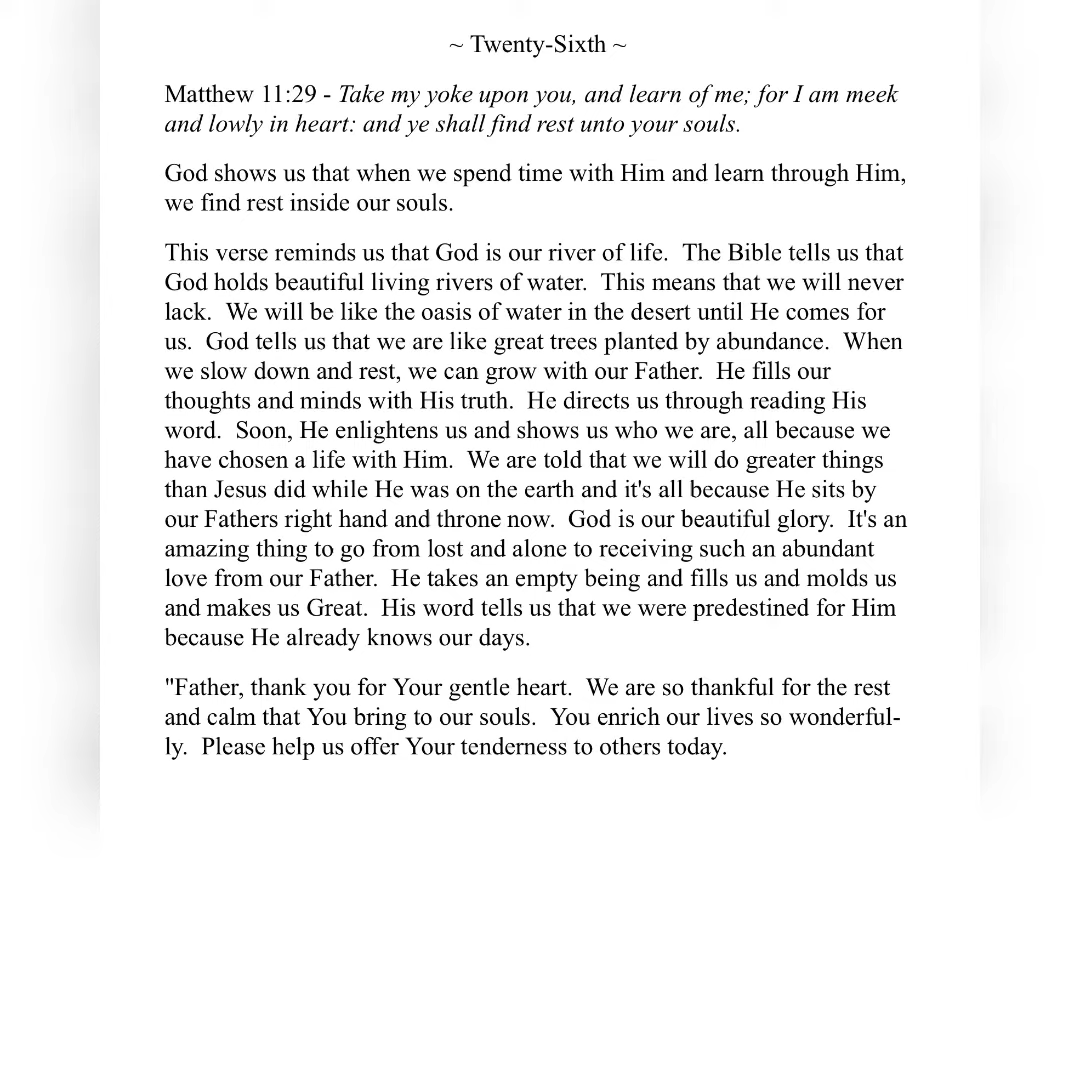 ~ Twenty-Sixth ~
Matthew 11:29 - Take my yoke upon you, and learn of me; for I am meek
and lowly in heart: and ye shall find rest unto your souls.
God shows us that when we spend time with Him and learn through Him,
we find rest inside our souls.
This verse reminds us that God is our river of life.  The Bible tells us that
God holds beautiful living rivers of water.  This means that we will never
lack.  We will be like the oasis of water in the desert until He comes for
us.  God tells us that we are like great trees planted by abundance.  When
we slow down and rest, we can grow with our Father.  He fills our
thoughts and minds with His truth.  He directs us through reading His
word.  Soon, He enlightens us and shows us who we are, all because we
have chosen a life with Him.  We are told that we will do greater things
than Jesus did while He was on the earth and it's all because He sits by
our Fathers right hand and throne now.  God is our beautiful glory.  It's an
amazing thing to go from lost and alone to receiving such an abundant
love from our Father.  He takes an empty being and fills us and molds us
and makes us Great.  His word tells us that we were predestined for Him
because He already knows our days.
"Father, thank you for Your gentle heart.  We are so thankful for the rest
and calm that You bring to our souls.  You enrich our lives so wonderful-
ly.  Please help us offer Your tenderness to others today.